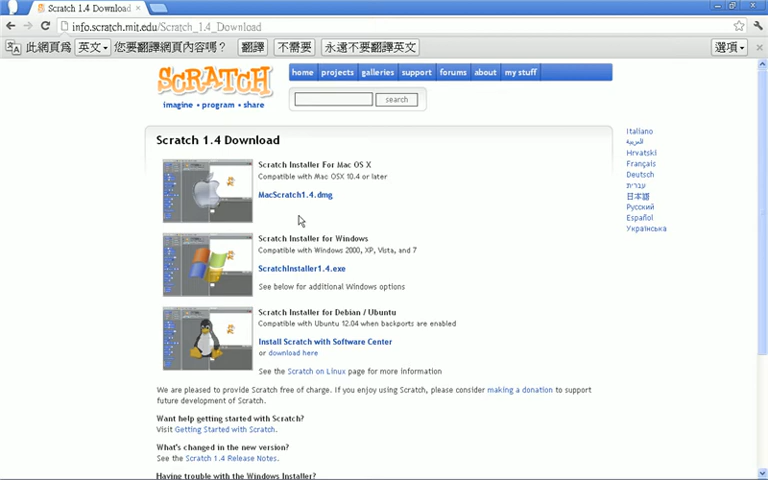 Scratch 1.4 Download
info.scratch.mit.edu/Scratch_1.4_Download
此網頁為 英文 您要翻譯網頁內容嗎? 翻譯 不需要 永遠不要翻譯英文 選項
SCRATCH
imagine • program • share
home projects galleries support forums about my stuff
search
Scratch 1.4 Download
Scratch Installer For Mac OS X
Compatible with Mac OSX 10.4 or later
MacScratch1.4.dmg
Scratch Installer for Windows
Compatible with Windows 2000, XP, Vista, and 7
ScratchInstaller1.4.exe
See below for additional Windows options
Scratch Installer for Debian / Ubuntu
Compatible with Ubuntu 12.04 when backports are enabled
Install Scratch with Software Center
or download here
See the Scratch on Linux page for more information
We are pleased to provide Scratch free of charge. If you enjoy using Scratch, please consider making a donation to support
future development of Scratch.
Want help getting started with Scratch?
Visit Getting Started with Scratch.
What's changed in the new version?
See the Scratch 1.4 Release Notes.
Having trouble with the Windows Installer?
Italiano
العربية
Hrvatski
Français
Deutsch
עברית
日本語
Русский
Español
Українська